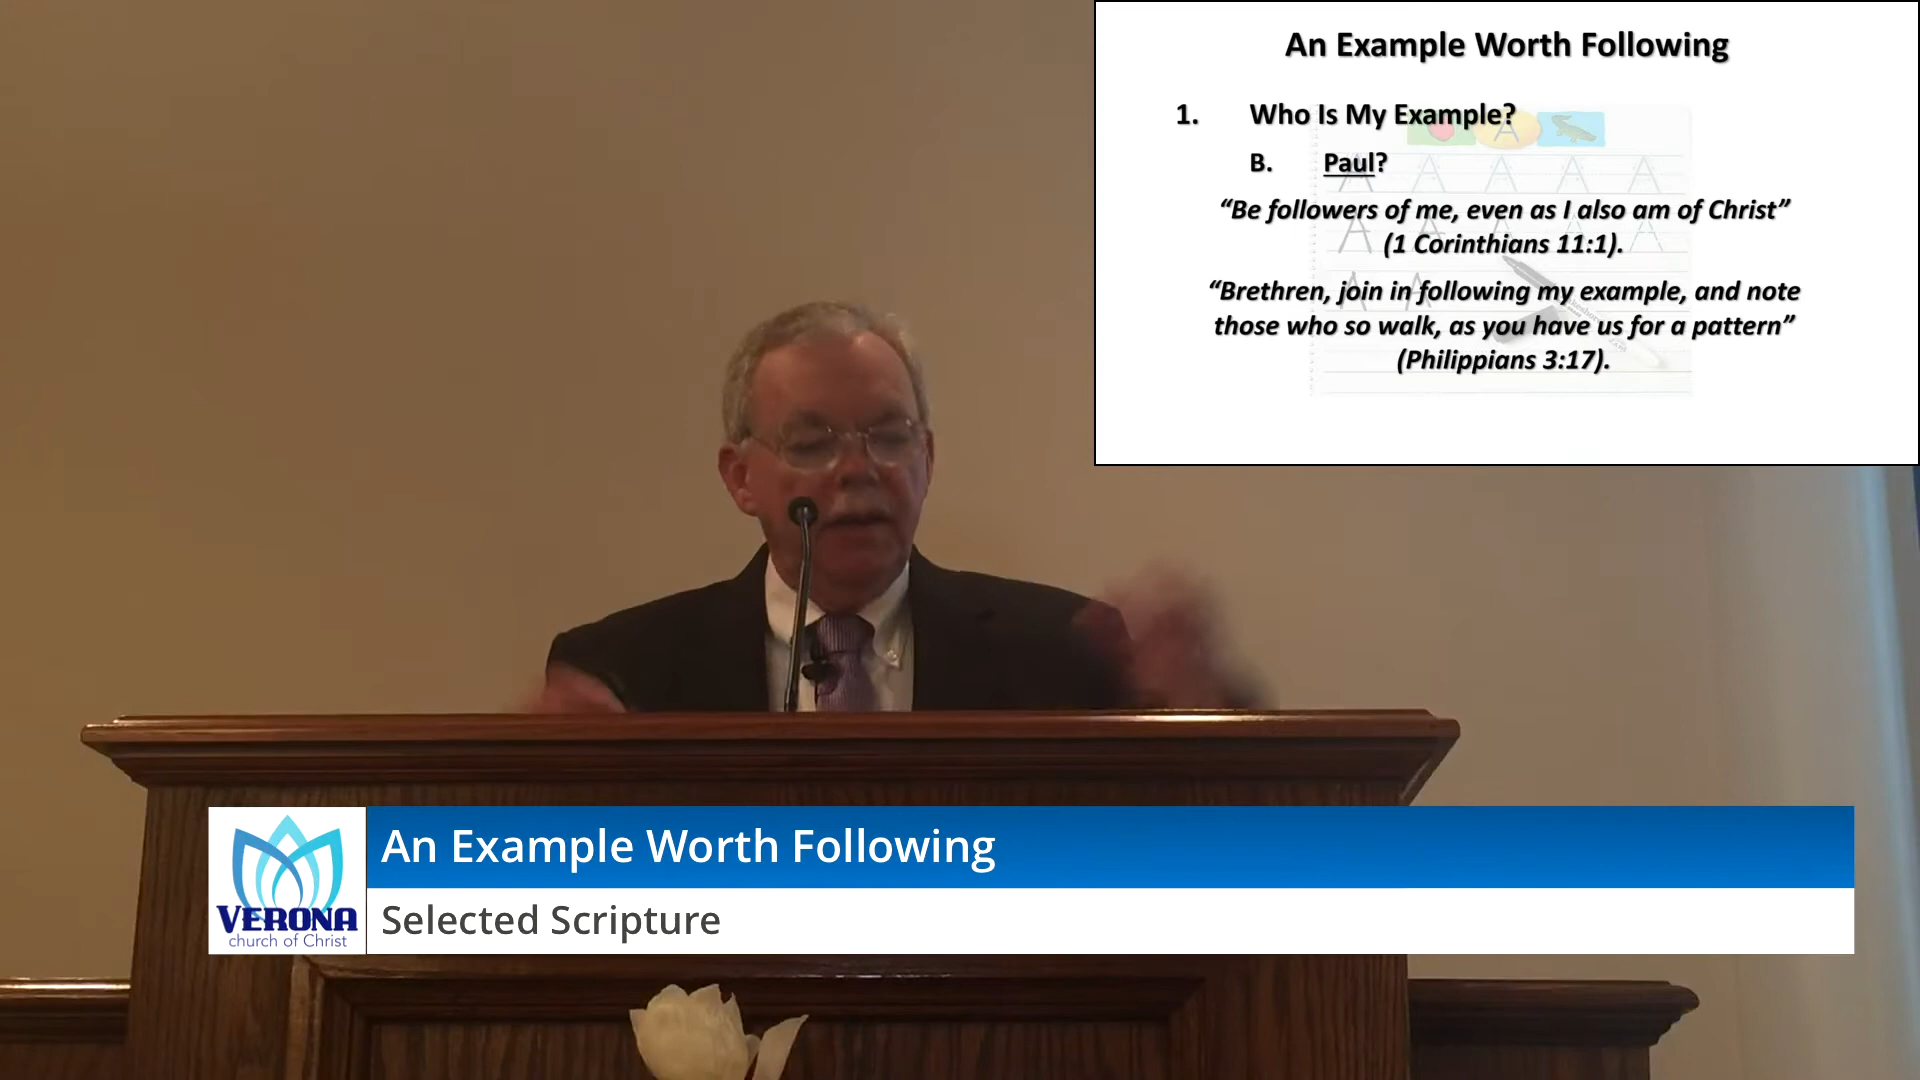 An Example Worth Following
1. Who Is My Example?
B. Paul?
“Be followers of me, even as I also am of Christ”
(1 Corinthians 11:1).
“Brethren, join in following my example, and note
those who so walk, as you have us for a pattern”
(Philippians 3:17).
An Example Worth Following
Selected Scripture
VERONA
church of Christ